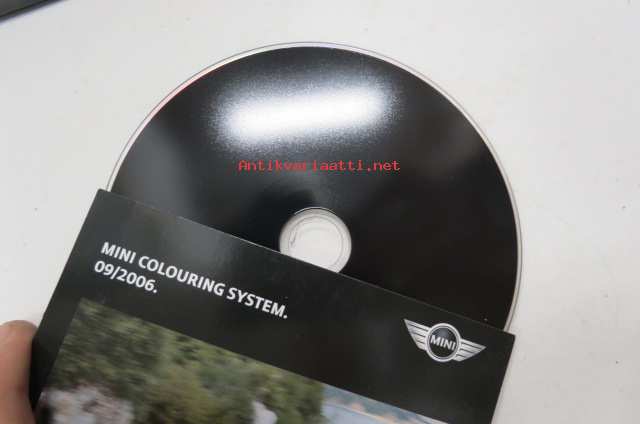 Antikvariaatti.net
MINI COLOURING SYSTEM.
09/2006.
MINI